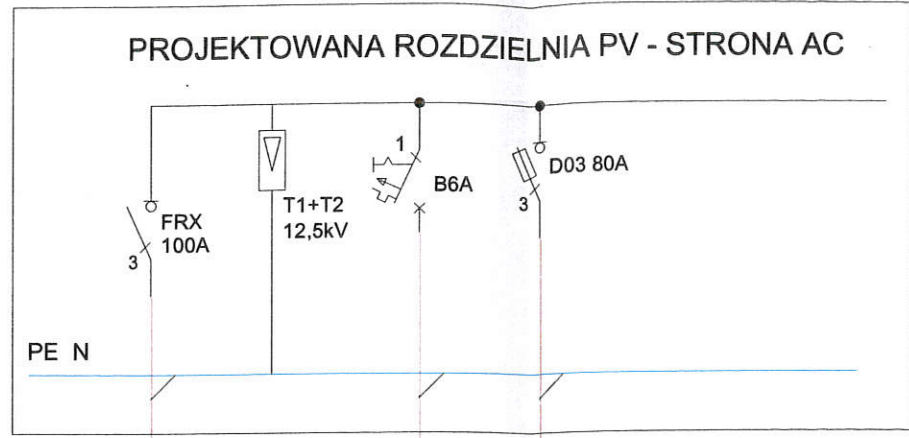 PROJEKTOWANA ROZDZIELNIA PV - STRONA AC
FRX
100A
3
T1+T2
12,5kV
1
B6A
D03 80A
3
PE N